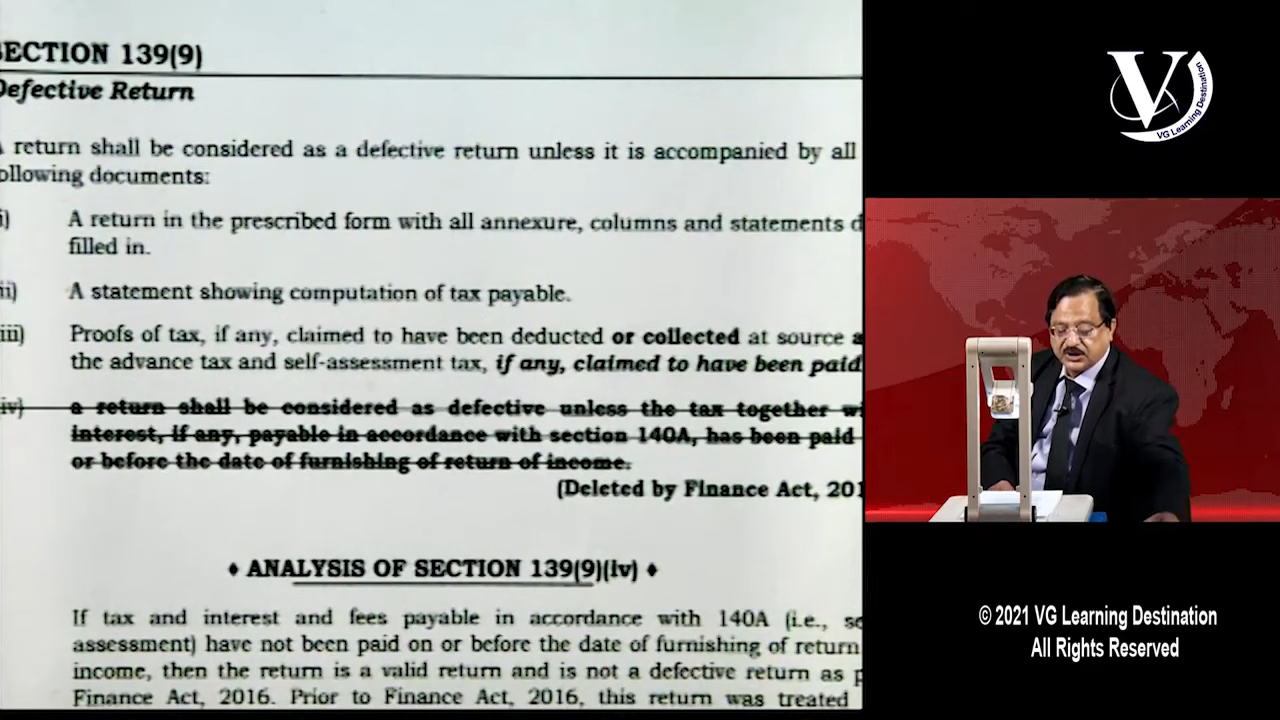 SECTION 139(9)
Defective Return
return shall be considered as a defective return unless it is accompanied by all
ollowing documents:
i) A return in the prescribed form with all annexure, columns and statements d
filled in.
ii) A statement showing computation of tax payable.
iii) Proofs of tax, if any, claimed to have been deducted or collected at source a
the advance tax and self-assessment tax, if any, claimed to have been paid
iv) a return shall be considered as defective unless the tax together wi
interest, if any, payable in accordance with section 140A, has been paid
or before the date of furnishing of return of income.
(Deleted by Finance Act, 201
♦ ANALYSIS OF SECTION 139(9)(iv) ♦
If tax and interest and fees payable in accordance with 140A (i.e., se
assessment) have not been paid on or before the date of furnishing of return
income, then the return is a valid return and is not a defective return as p
Finance Act, 2016. Prior to Finance Act, 2016, this return was treated
V
VG Learning Destination
© 2021 VG Learning Destination
All Rights Reserved